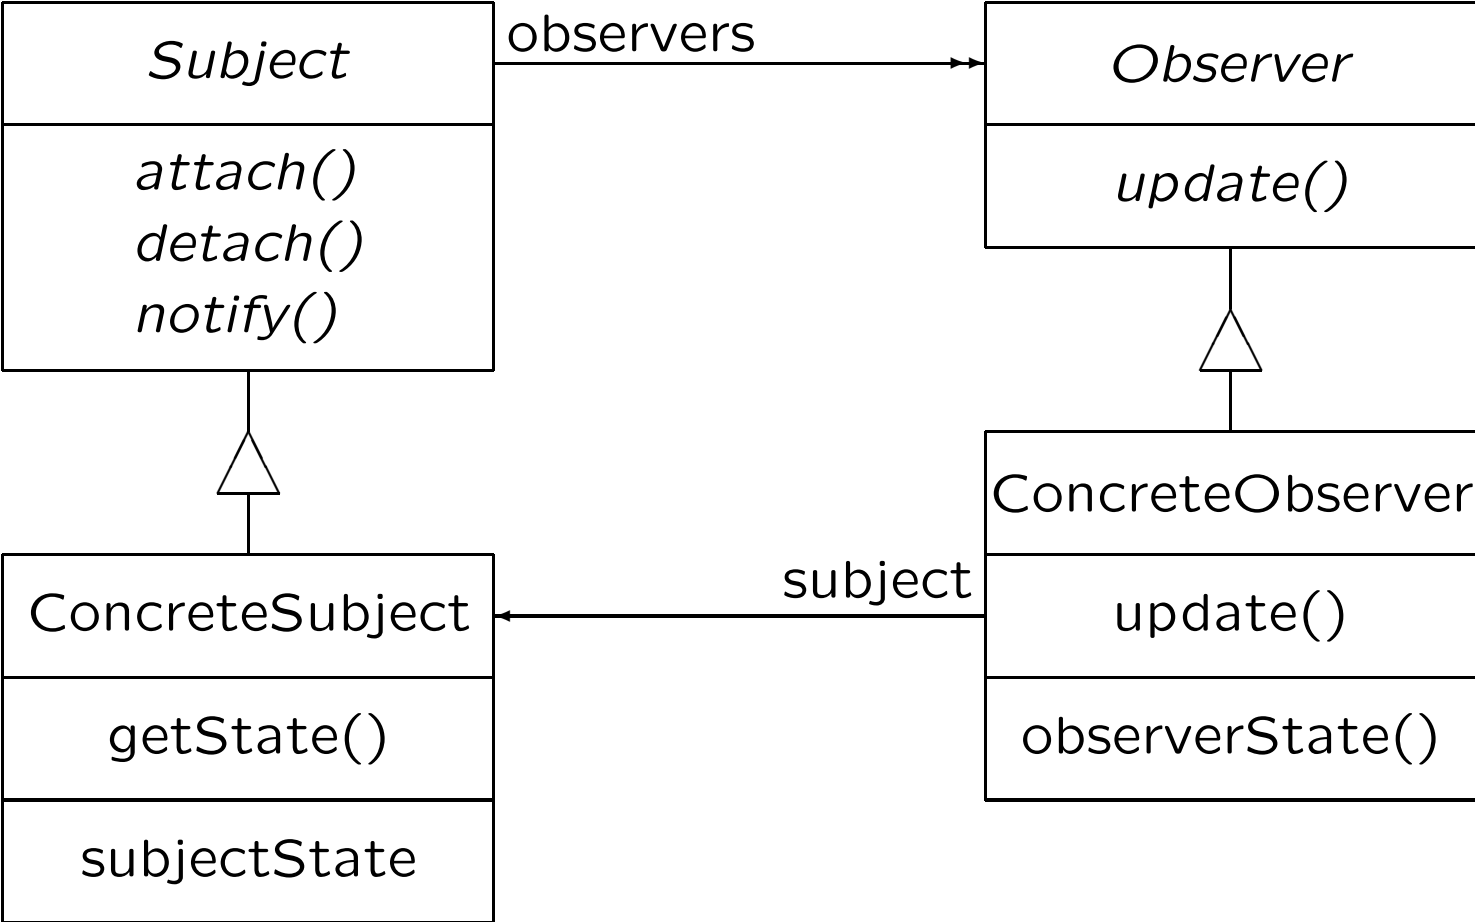 Subject
attach()
detach()
notify()
observers
Observer
update()
ConcreteSubject
getState()
subjectState
subject
ConcreteObserver
update()
observerState()